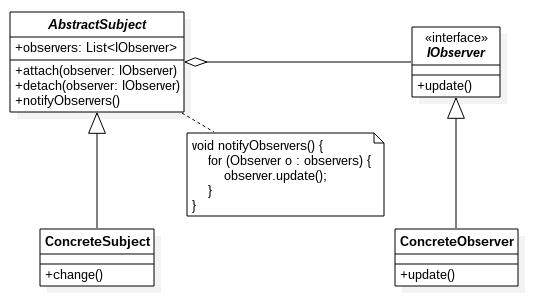 AbstractSubject
+observers: List<IObserver>
+attach(observer: IObserver)
+detach(observer: IObserver)
+notifyObservers()
«interface»
IObserver
+update()
void notifyObservers() {
for (Observer o : observers) {
observer.update();
}
}
ConcreteSubject
+change()
ConcreteObserver
+update()